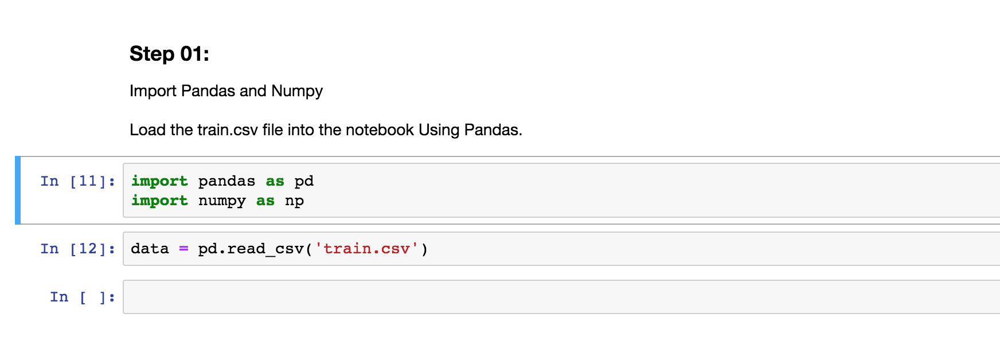 Step 01:
Import Pandas and Numpy
Load the train.csv file into the notebook Using Pandas.
In [11]: import pandas as pd
import numpy as np
In [12]: data = pd.read_csv('train.csv')
In [ ]: